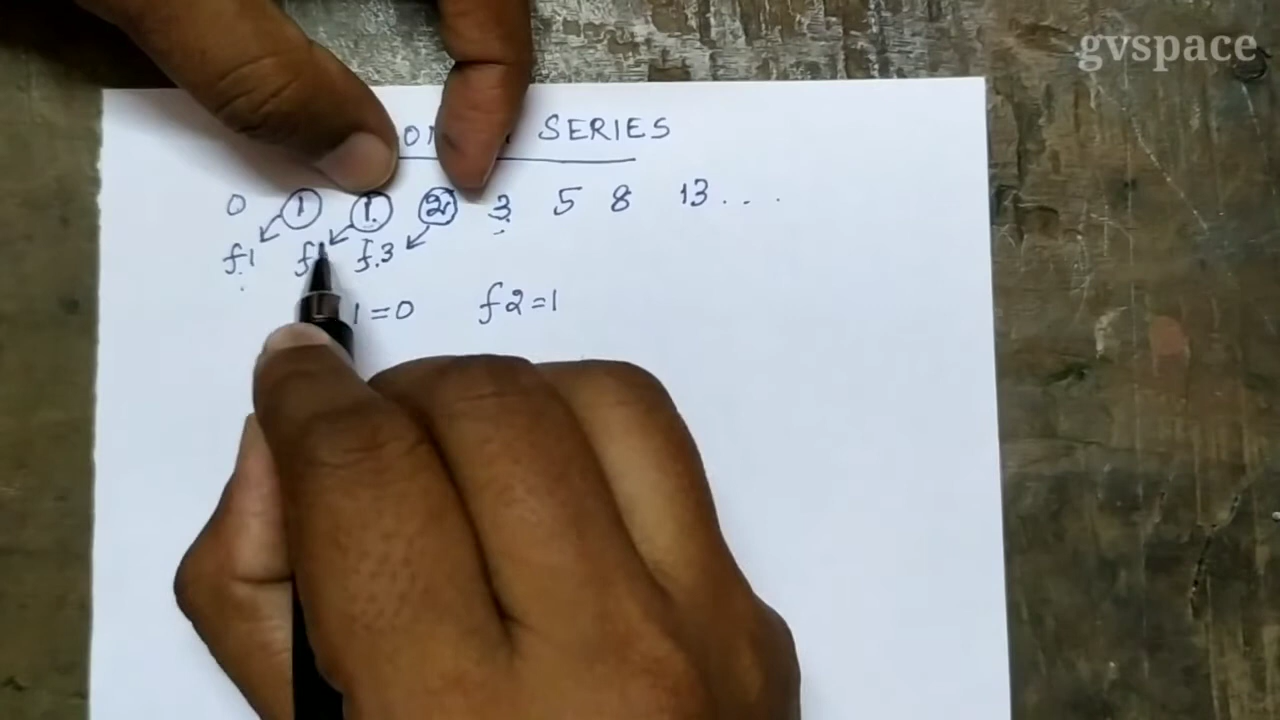 gvspace
SERIES
0 1 1 2 3 5 8 13 . . .
f1 f3
1=0 f2=1